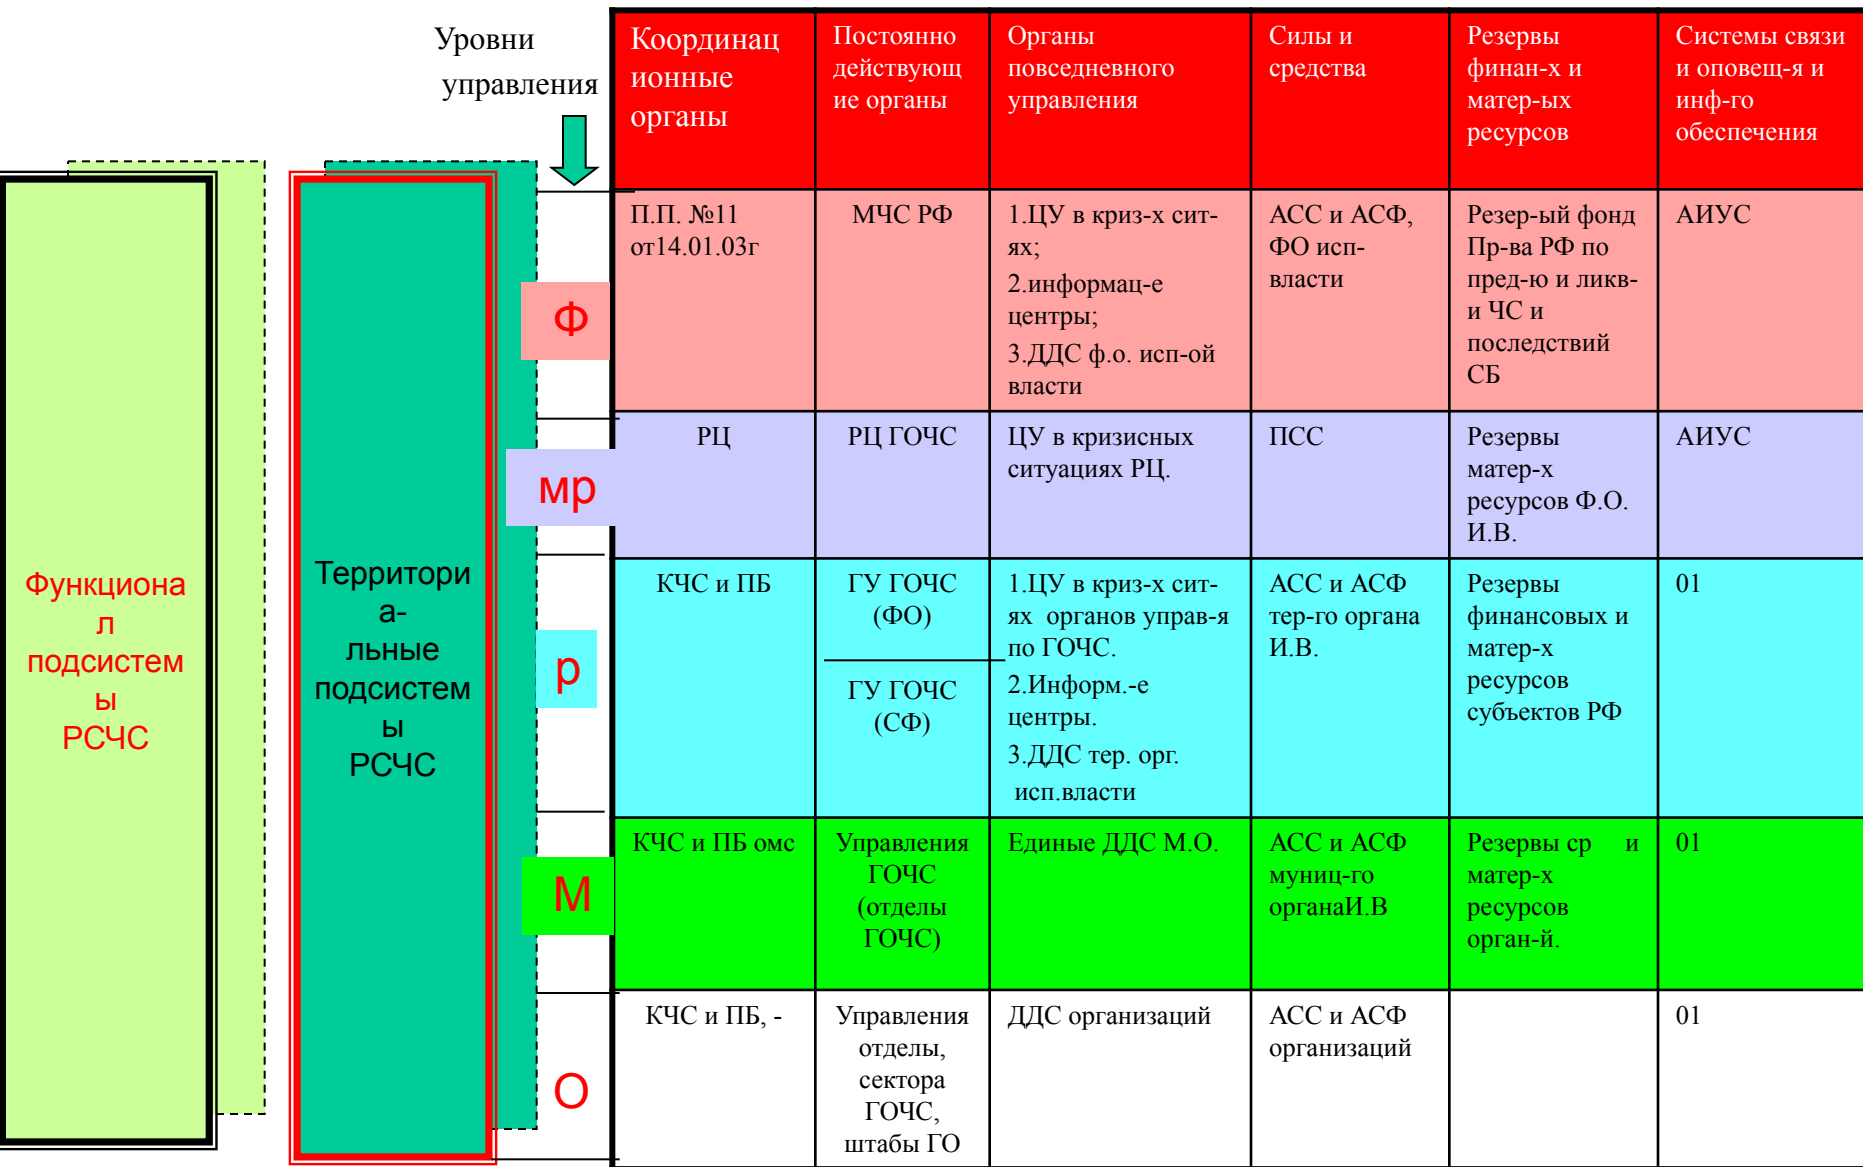 Уровни
управления
Координац
ионные
органы
Постоянно
действующ
ие органы
Органы
повседневного
управления
Силы и
средства
Резервы
финан-х и
матер-ых
ресурсов
Системы связи
и оповещ-я и
инф-го
обеспечения
Функциона
л
подсистем
ы
РСЧС
Территори
а-
льные
подсистем
ы
РСЧС
Ф
П.П. №11
от14.01.03г
МЧС РФ
1.ЦУ в криз-х сит-
ях;
2.информац-е
центры;
3.ДДС ф.о. исп-ой
власти
АСС и АСФ,
ФО исп-
власти
Резер-ый фонд
Пр-ва РФ по
пред-ю и ликв-
и ЧС и
последствий
СБ
АИУС
мр
РЦ
РЦ ГОЧС
ЦУ в кризисных
ситуациях РЦ.
ПСС
Резервы
матер-х
ресурсов Ф.О.
И.В.
АИУС
р
КЧС и ПБ
ГУ ГОЧС
(ФО)
ГУ ГОЧС
(СФ)
1.ЦУ в криз-х сит-
ях органов управ-я
по ГОЧС.
2.Информ.-е
центры.
3.ДДС тер. орг.
исп.власти
АСС и АСФ
тер-го органа
И.В.
Резервы
финансовых и
матер-х
ресурсов
субъектов РФ
01
М
КЧС и ПБ омс
Управления
ГОЧС
(отделы
ГОЧС)
Единые ДДС М.О.
АСС и АСФ
муниц-го
органаИ.В
Резервы ср и
матер-х
ресурсов
орган-й.
01
О
КЧС и ПБ, -
Управления
отделы,
сектора
ГОЧС,
штабы ГО
ДДС организаций
АСС и АСФ
организаций
01